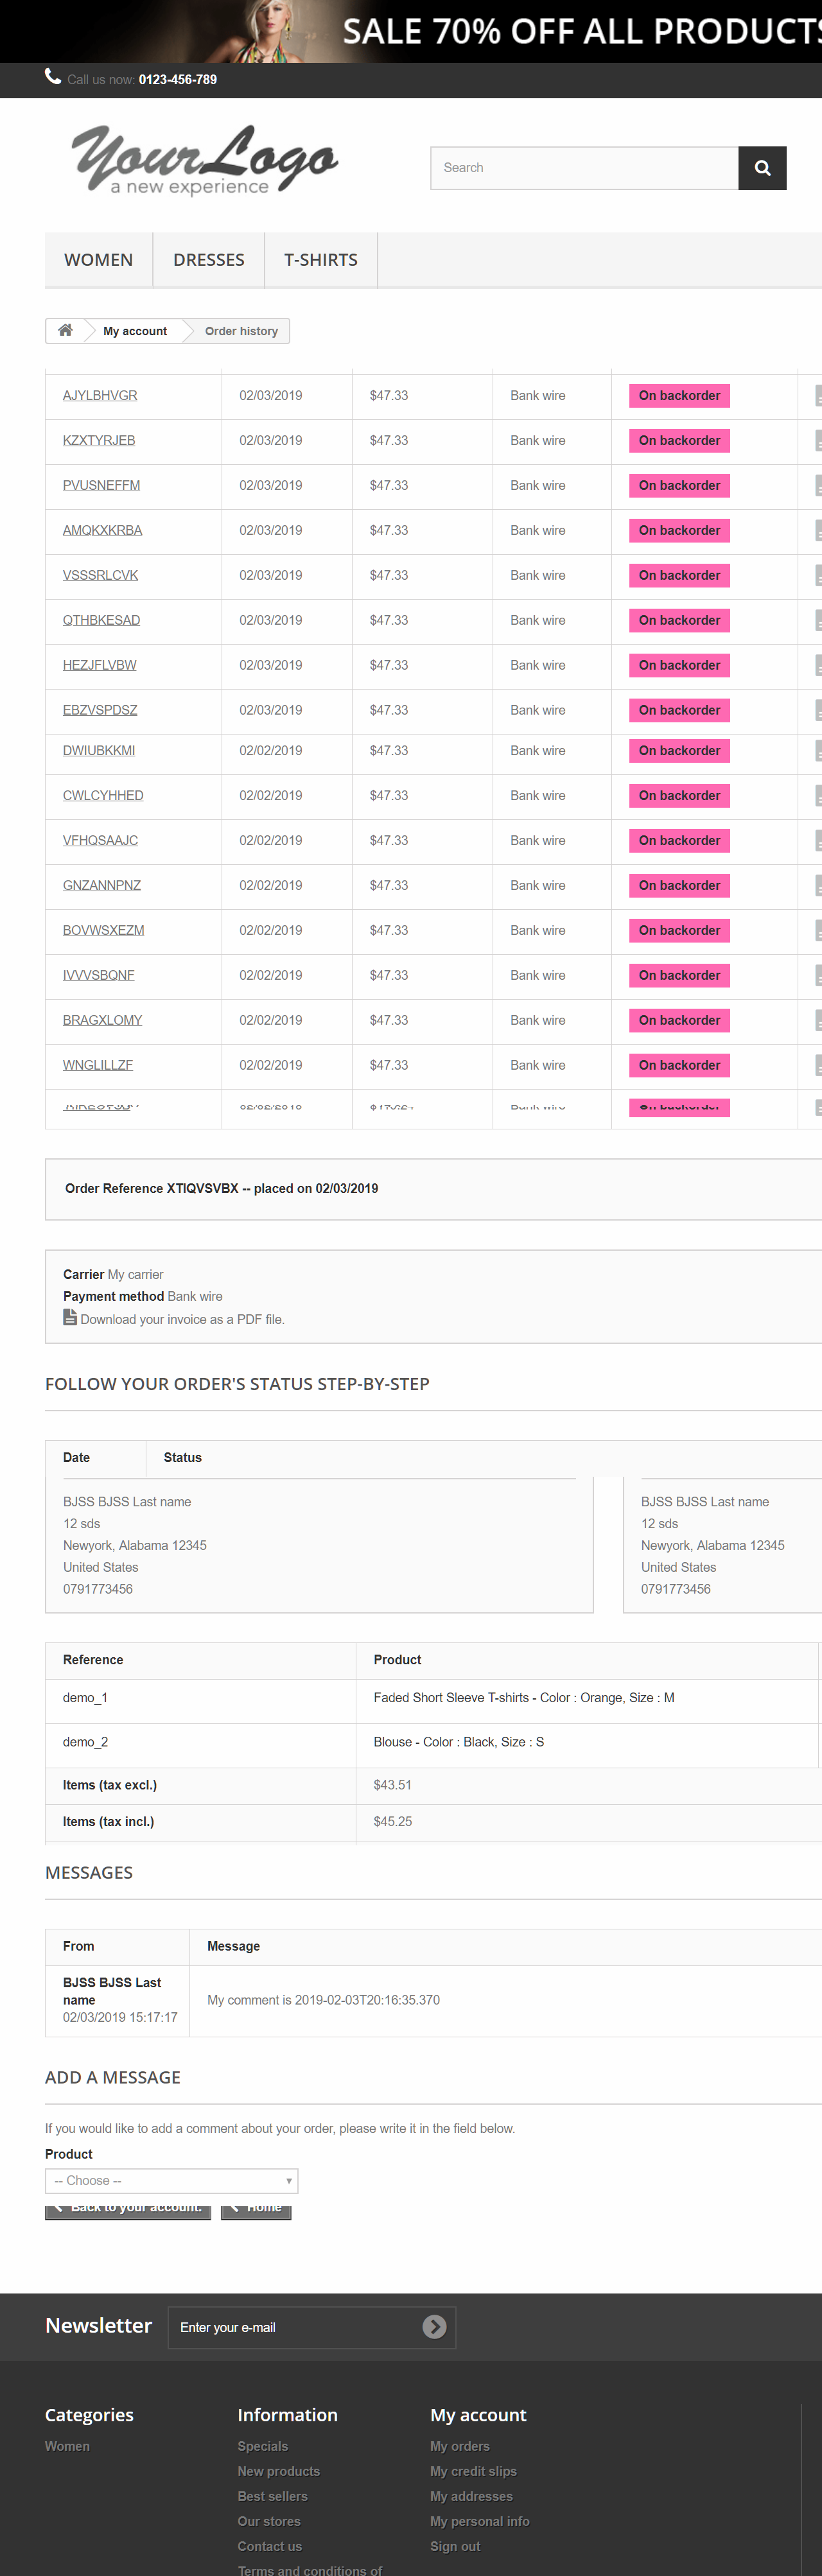 SALE 70% OFF ALL PRODUCTS
Call us now: 0123-456-789
YourLogo
a new experience
Search
WOMEN DRESSES T-SHIRTS
My account Order history
AJYLBHVGR 02/03/2019 $47.33 Bank wire On backorder
KZXTYRJEB 02/03/2019 $47.33 Bank wire On backorder
PVUSNEFFM 02/03/2019 $47.33 Bank wire On backorder
AMQKXKRBA 02/03/2019 $47.33 Bank wire On backorder
VSSSRLCVK 02/03/2019 $47.33 Bank wire On backorder
QTHBKESAD 02/03/2019 $47.33 Bank wire On backorder
HEZJFLVBW 02/03/2019 $47.33 Bank wire On backorder
EBZVSPDSZ 02/03/2019 $47.33 Bank wire On backorder
DWIUBKKMI 02/02/2019 $47.33 Bank wire On backorder
CWLCYHHED 02/02/2019 $47.33 Bank wire On backorder
VFHQSAAJC 02/02/2019 $47.33 Bank wire On backorder
GNZANNPNZ 02/02/2019 $47.33 Bank wire On backorder
BOVWSXEZM 02/02/2019 $47.33 Bank wire On backorder
IVVVSBQNF 02/02/2019 $47.33 Bank wire On backorder
BRAGXLOMY 02/02/2019 $47.33 Bank wire On backorder
WNGLILLZF 02/02/2019 $47.33 Bank wire On backorder
Order Reference XTIQVSVBX -- placed on 02/03/2019
Carrier My carrier
Payment method Bank wire
Download your invoice as a PDF file.
FOLLOW YOUR ORDER'S STATUS STEP-BY-STEP
Date Status
BJSS BJSS Last name BJSS BJSS Last name
12 sds 12 sds
Newyork, Alabama 12345 Newyork, Alabama 12345
United States United States
0791773456 0791773456
Reference Product
demo_1 Faded Short Sleeve T-shirts - Color : Orange, Size : M
demo_2 Blouse - Color : Black, Size : S
Items (tax excl.) $43.51
Items (tax incl.) $45.25
MESSAGES
From Message
BJSS BJSS Last
name
02/03/2019 15:17:17 My comment is 2019-02-03T20:16:35.370
ADD A MESSAGE
If you would like to add a comment about your order, please write it in the field below.
Product
-- Choose --
Back to your account. Home
Newsletter Enter your e-mail
Categories Information My account
Women Specials My orders
New products My credit slips
Best sellers My addresses
Our stores My personal info
Contact us Sign out
Terms and conditions of